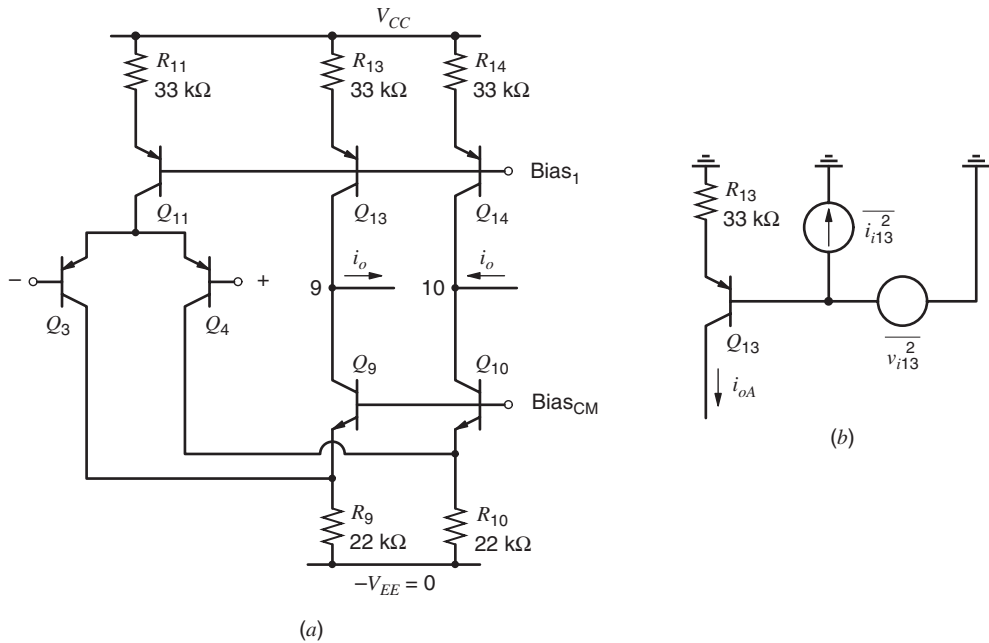 V_CC
R_11
33 kΩ
R_13
33 kΩ
R_14
33 kΩ
Bias_1
Q_11
Q_13
Q_14
−
+
Q_3
Q_4
9
i_o
10
i_o
Q_9
Q_10
Bias_CM
R_9
22 kΩ
R_10
22 kΩ
−V_EE = 0
(a)
R_13
33 kΩ
i_i13^2
Q_13
v_i13^2
i_oA
(b)